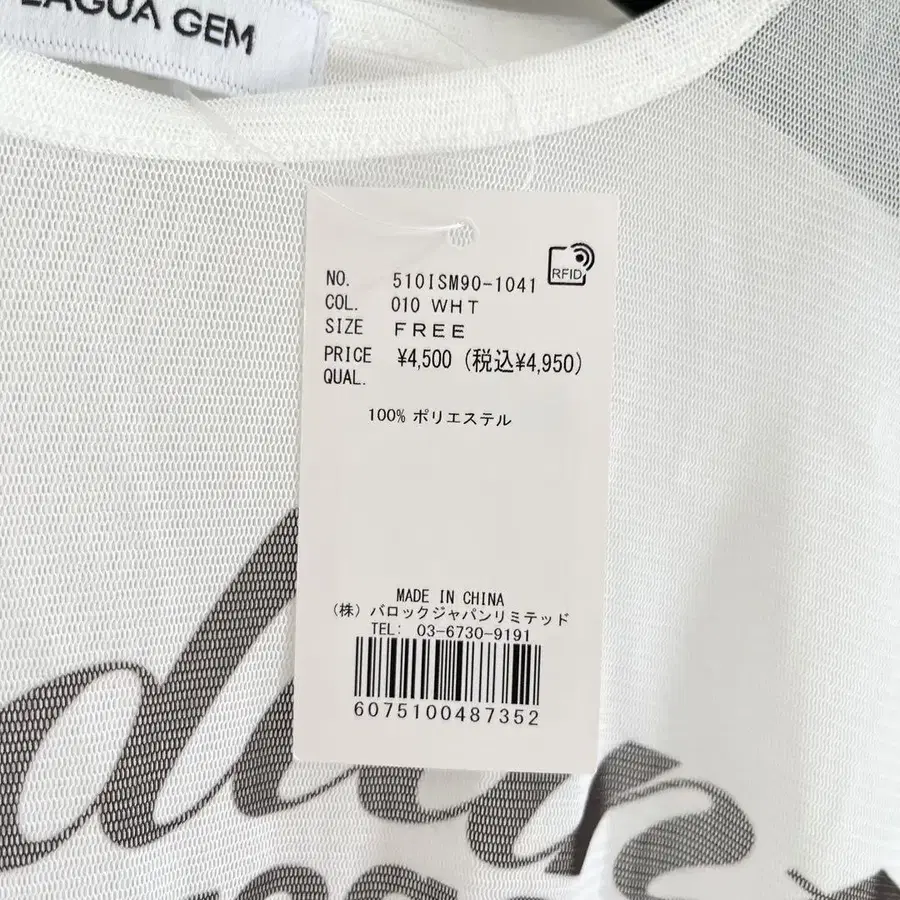 LAGUA GEM
RFID
NO. 510ISM90-1041
COL. 010 WHT
SIZE FREE
PRICE ¥4,500 (税込¥4,950)
QUAL.
100% ポリエステル
MADE IN CHINA
(株) バロックジャパンリミテッド
TEL: 03-6730-9191
6075100487352